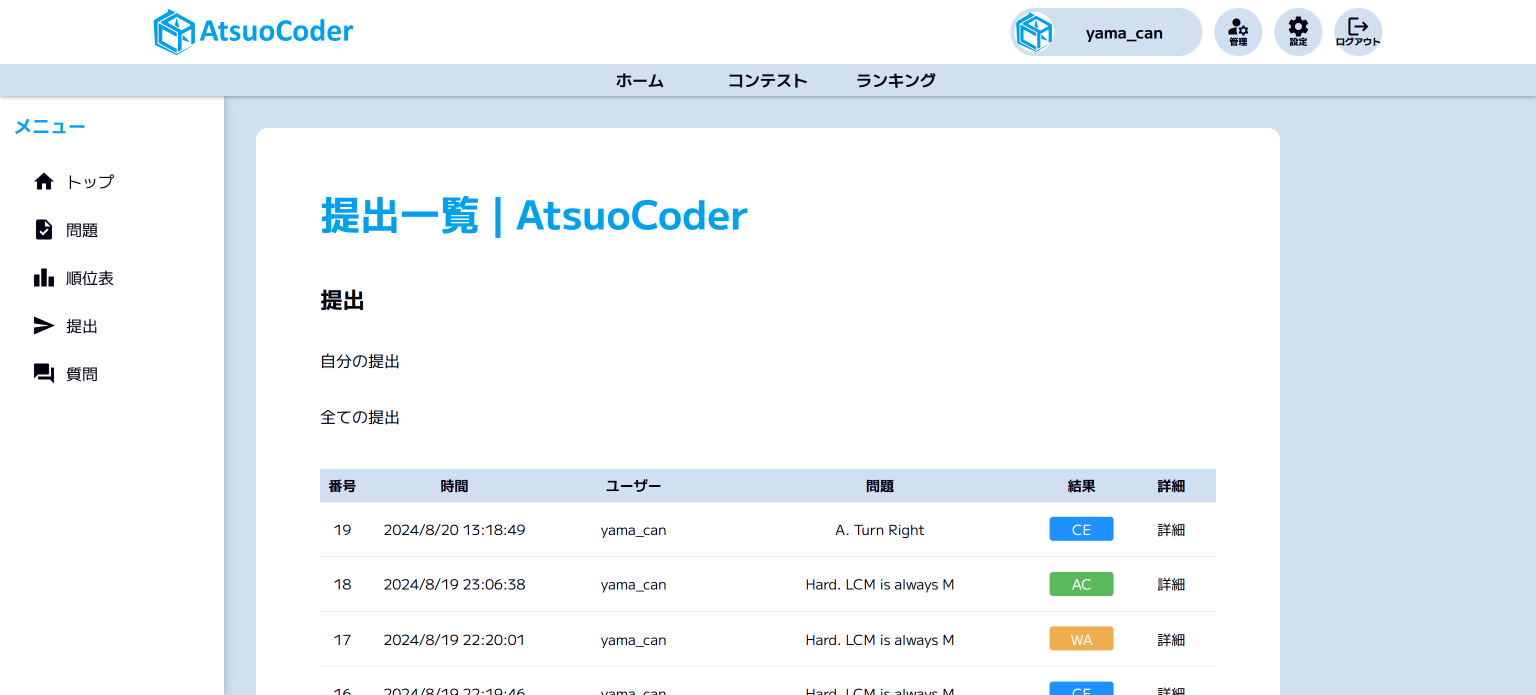 AtsuoCoder
yama_can
管理
設定
ログアウト
ホーム コンテスト ランキング
メニュー
トップ
問題
順位表
提出
質問
提出一覧 | AtsuoCoder
提出
自分の提出
全ての提出
番号 時間 ユーザー 問題 結果 詳細
19 2024/8/20 13:18:49 yama_can A. Turn Right CE 詳細
18 2024/8/19 23:06:38 yama_can Hard. LCM is always M AC 詳細
17 2024/8/19 22:20:01 yama_can Hard. LCM is always M WA 詳細
16 2024/8/19 22:19:46 yama_can Hard. LCM is always M CE 詳細